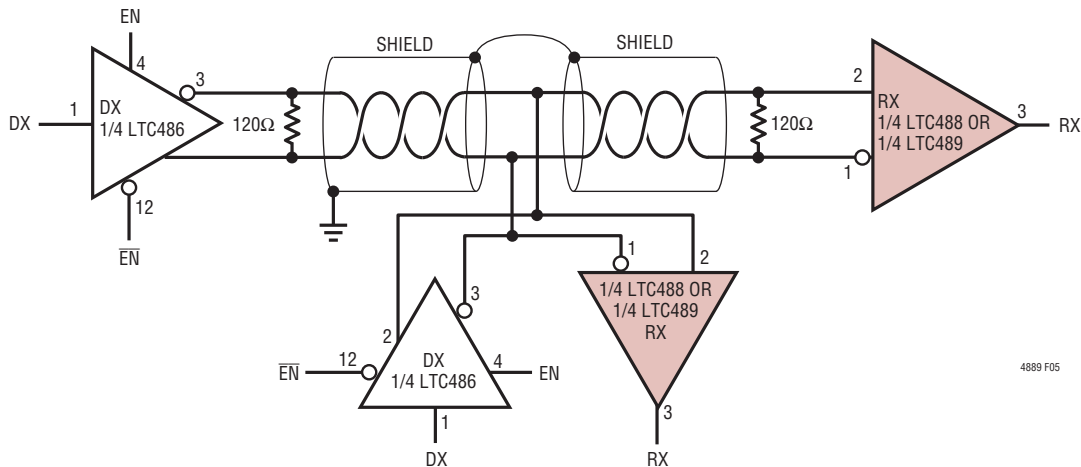 EN
4
SHIELD
SHIELD
3
2
1
DX
DX
1/4 LTC486
120Ω
120Ω
RX
1/4 LTC488 OR
1/4 LTC489
3
RX
12
1
E̅N̅
1
2
3
1/4 LTC488 OR
1/4 LTC489
RX
2
E̅N̅
12
DX
1/4 LTC486
4
EN
4889 F05
1
3
DX
RX